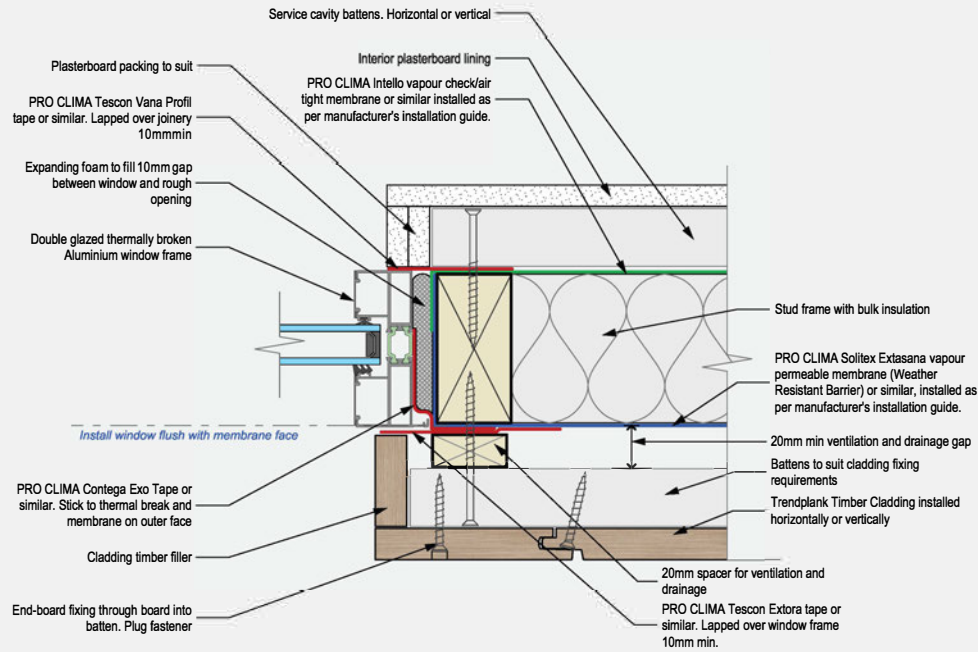 Service cavity battens. Horizontal or vertical
Interior plasterboard lining
Plasterboard packing to suit
PRO CLIMA Intello vapour check/air
tight membrane or similar installed as
per manufacturer's installation guide.
PRO CLIMA Tescon Vana Profil
tape or similar. Lapped over joinery
10mmmin
Expanding foam to fill 10mm gap
between window and rough
opening
Double glazed thermally broken
Aluminium window frame
Stud frame with bulk insulation
PRO CLIMA Solitex Extasana vapour
permeable membrane (Weather
Resistant Barrier) or similar, installed as
per manufacturer's installation guide.
Install window flush with membrane face
20mm min ventilation and drainage gap
Battens to suit cladding fixing
requirements
PRO CLIMA Contega Exo Tape or
similar. Stick to thermal break and
membrane on outer face
Trendplank Timber Cladding installed
horizontally or vertically
Cladding timber filler
20mm spacer for ventilation and
drainage
End-board fixing through board into
batten. Plug fastener
PRO CLIMA Tescon Extora tape or
similar. Lapped over window frame
10mm min.